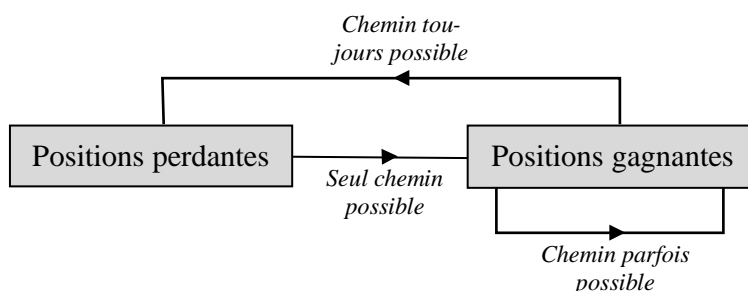 Chemin tou-
jours possible
Positions perdantes
Positions gagnantes
Seul chemin
possible
Chemin parfois
possible